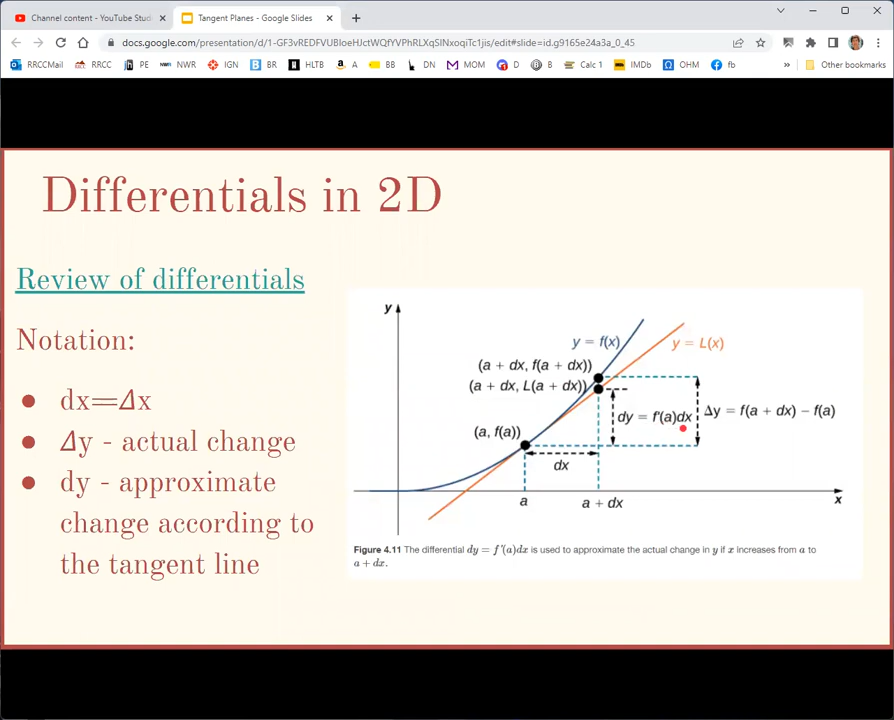 Channel content - YouTube Stud
Tangent Planes - Google Slides
docs.google.com/presentation/d/1-GF3vREDFVUBIoeHJctWQfYVPhRLXqSINxoqiTc1jis/edit#slide=id.g9165e24a3a_0_45
RRCCMail RRCC PE NWR IGN BR HLTB A BB DN MOM D BB Calc 1 IMDb OHM fb » Other bookmarks
Differentials in 2D
Review of differentials
Notation:
● dx=Δx
● Δy - actual change
● dy - approximate
change according to
the tangent line
y
y = f(x)
y = L(x)
(a + dx, f(a + dx))
(a + dx, L(a + dx))
dy = f'(a)dx
Δy = f(a + dx) − f(a)
(a, f(a))
dx
a
a + dx
x
Figure 4.11 The differential dy = f′(a)dx is used to approximate the actual change in y if x increases from a to
a + dx.